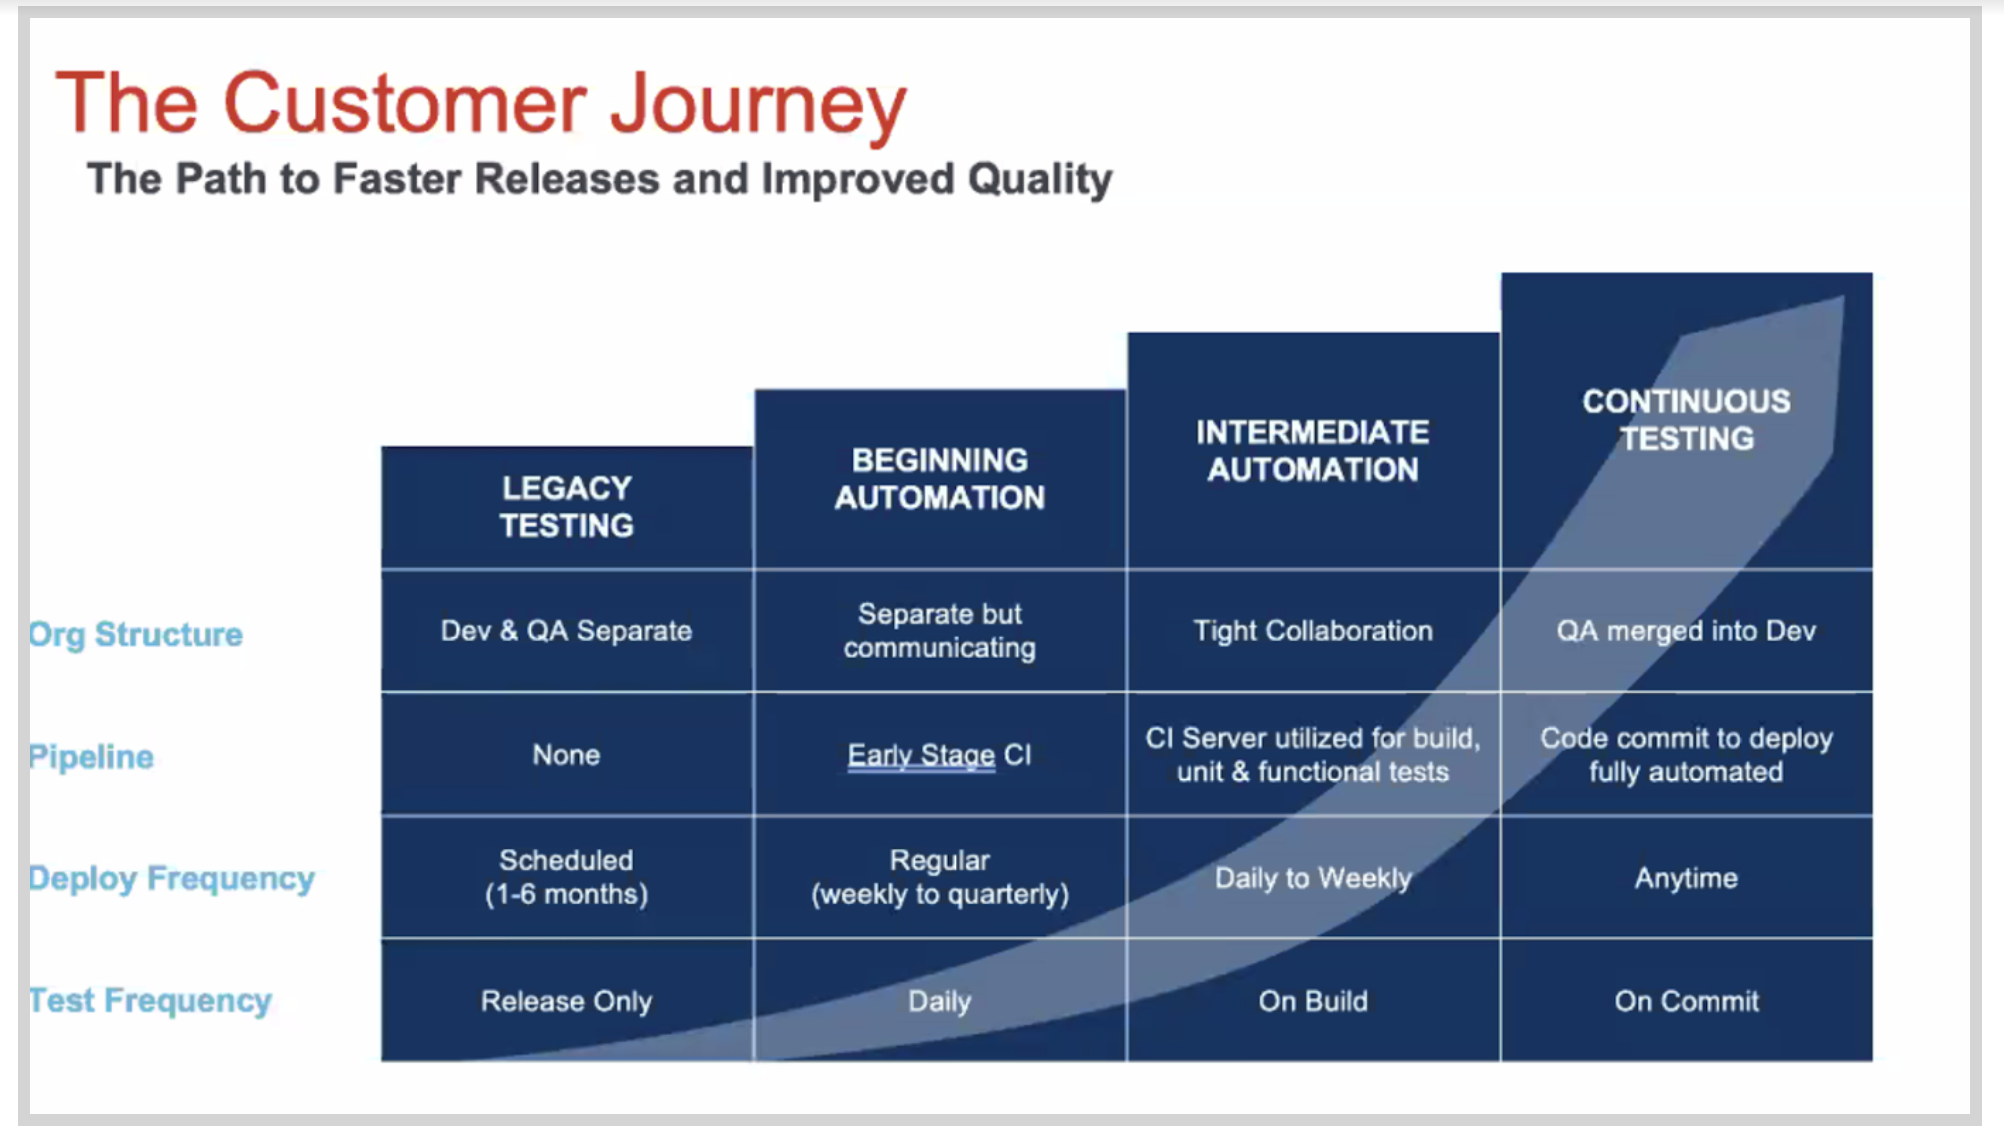 The Customer Journey
The Path to Faster Releases and Improved Quality
LEGACY
TESTING
BEGINNING
AUTOMATION
INTERMEDIATE
AUTOMATION
CONTINUOUS
TESTING
Org Structure
Dev & QA Separate
Separate but
communicating
Tight Collaboration
QA merged into Dev
Pipeline
None
Early Stage CI
CI Server utilized for build,
unit & functional tests
Code commit to deploy
fully automated
Deploy Frequency
Scheduled
(1-6 months)
Regular
(weekly to quarterly)
Daily to Weekly
Anytime
Test Frequency
Release Only
Daily
On Build
On Commit